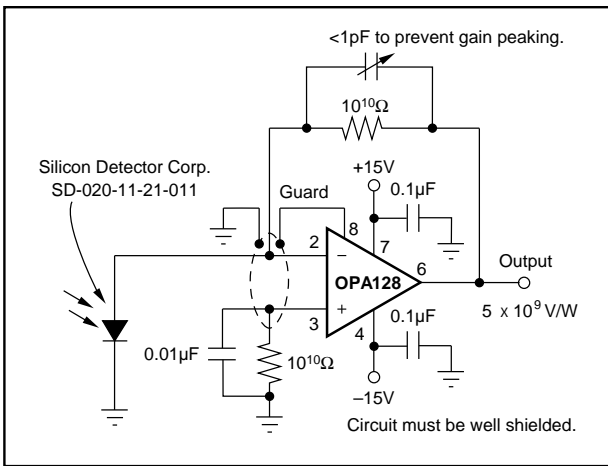 <1pF to prevent gain peaking.
10¹⁰Ω
Silicon Detector Corp.
SD-020-11-21-011
+15V
Guard
0.1µF
8
7
2
–
OPA128
6
Output
+
3
5 x 10⁹ V/W
0.1µF
4
0.01µF
10¹⁰Ω
–15V
Circuit must be well shielded.